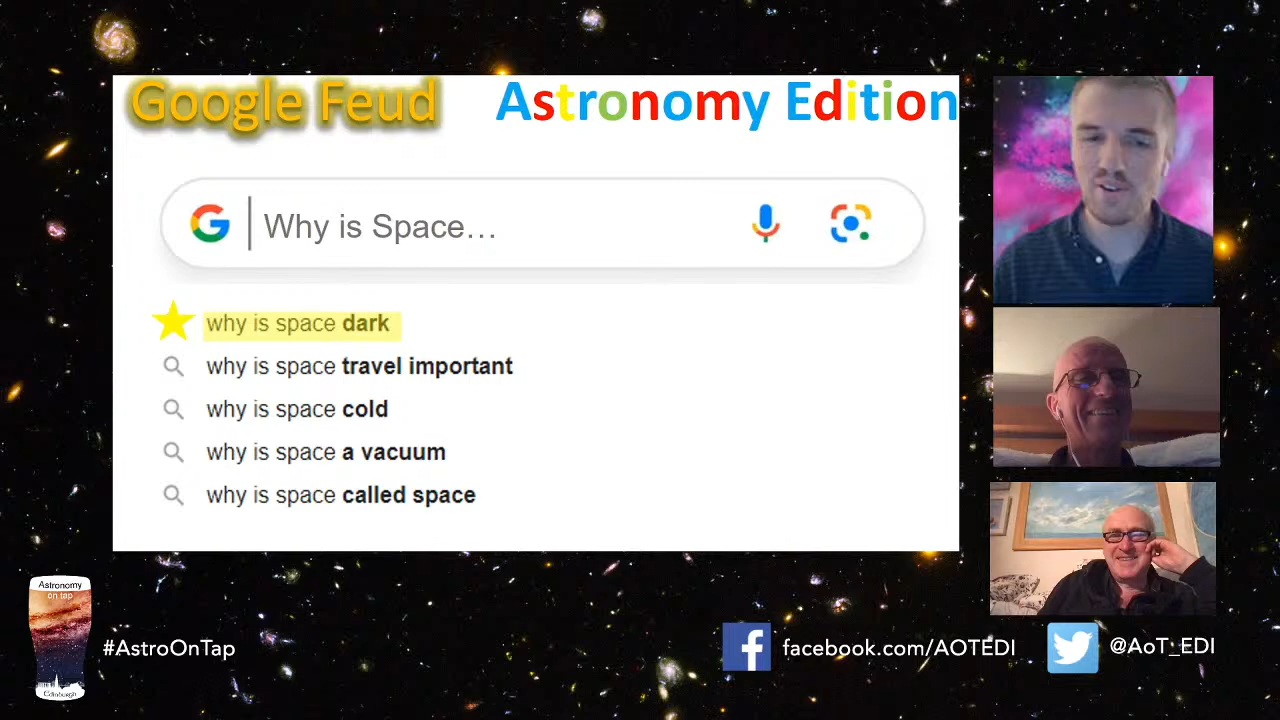 Google Feud
Astronomy Edition
Why is Space…
why is space dark
why is space travel important
why is space cold
why is space a vacuum
why is space called space
Astronomy
on tap
Edinburgh
#AstroOnTap
facebook.com/AOTEDI
@AoT_EDI